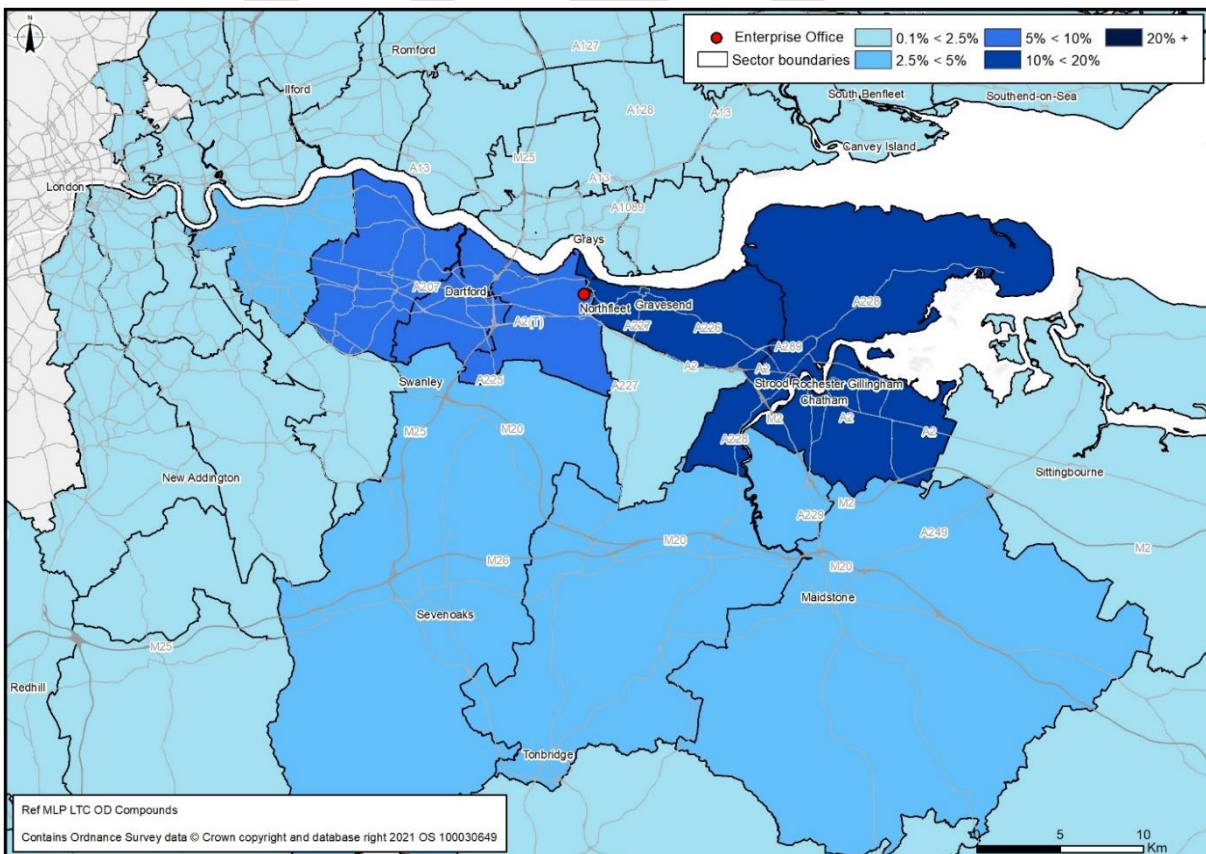 N
Enterprise Office
Sector boundaries
0.1% < 2.5%
2.5% < 5%
5% < 10%
10% < 20%
20% +
Romford
A127
Ilford
A128
A13
South Benfleet
Southend-on-Sea
Canvey Island
M25
A13
A13
London
A1089
Grays
A207
Dartford
A2(T)
Northfleet
Gravesend
A227
A226
A228
A289
A2
A2
Strood
Rochester
Gillingham
Chatham
Swanley
A225
A227
M25
M20
M2
A2
A2
A228
New Addington
Sittingbourne
A229
M2
A249
M2
M26
M20
M20
Sevenoaks
Maidstone
M25
Redhill
Tonbridge
Ref MLP LTC OD Compounds
Contains Ordnance Survey data © Crown copyright and database right 2021 OS 100030649
0 5 10
Km